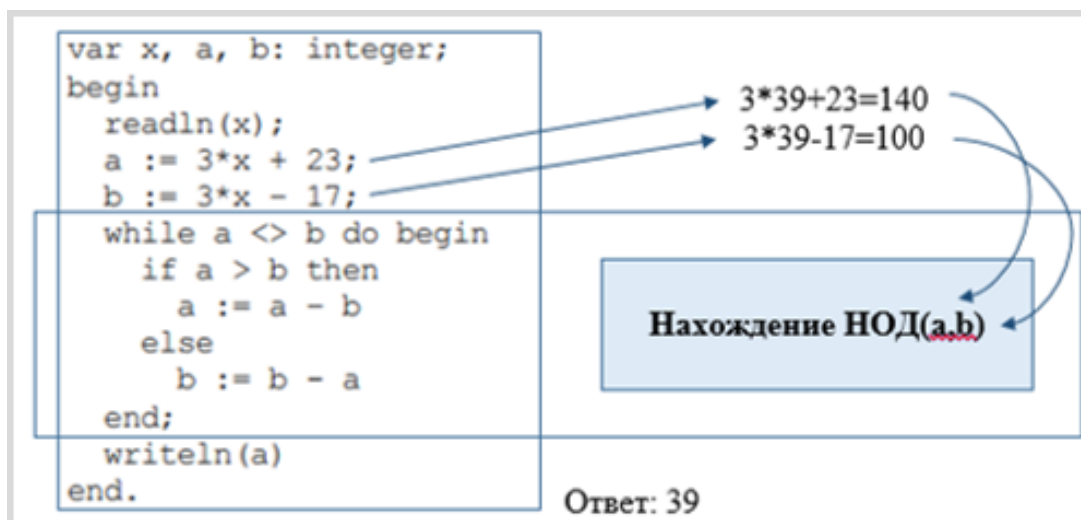 var x, a, b: integer;
begin
readln(x);
a := 3*x + 23;
b := 3*x - 17;
while a <> b do begin
if a > b then
a := a - b
else
b := b - a
end;
writeln(a)
end.
3*39+23=140
3*39-17=100
Нахождение НОД(a,b)
Ответ: 39